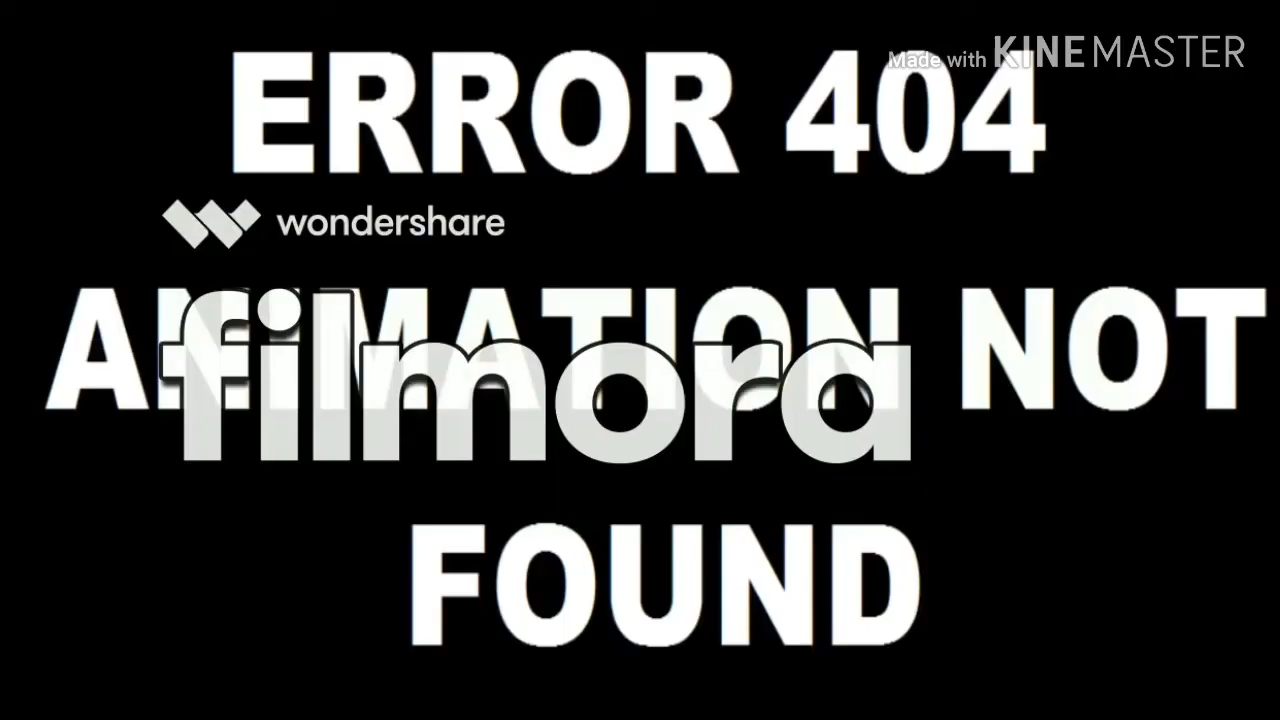 ERROR 404
Made with KINEMASTER
wondershare
ANIMATION NOT
filmora
FOUND